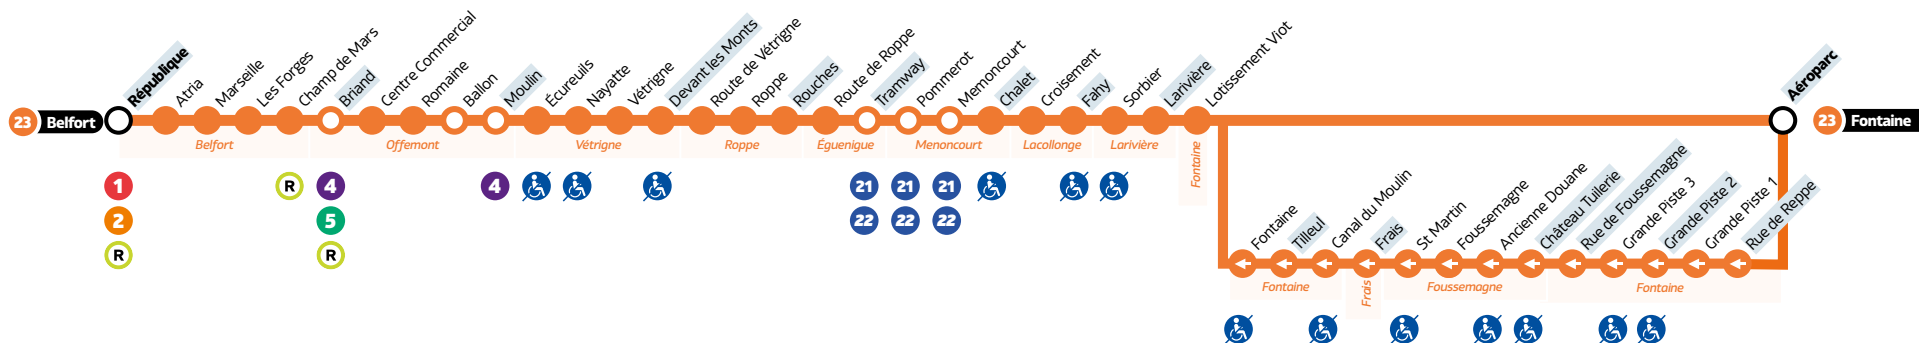 23 Belfort
République
Atria
Marseille
Les Forges
Champ de Mars
Briand
Centre Commercial
Romaine
Ballon
Moulin
Écureuils
Nayatte
Vétrigne
Devant les Monts
Route de Vétrigne
Roppe
Rouches
Route de Roppe
Tramway
Pommerot
Memoncourt
Chalet
Croisement
Fahy
Sorbier
Larivière
Lotissement Viot
Aéroparc
23 Fontaine
Belfort
Offemont
Vétrigne
Roppe
Éguenigue
Menoncourt
Lacollonge
Larivière
Fontaine
1
2
R
R
4
5
R
4
21
22
21
22
21
22
Fontaine
Tilleul
Canal du Moulin
Frais
St Martin
Foussemagne
Ancienne Douane
Château Tuilerie
Rue de Foussemagne
Grande Piste 3
Grande Piste 2
Grande Piste 1
Rue de Reppe
Fontaine
Frais
Foussemagne
Fontaine